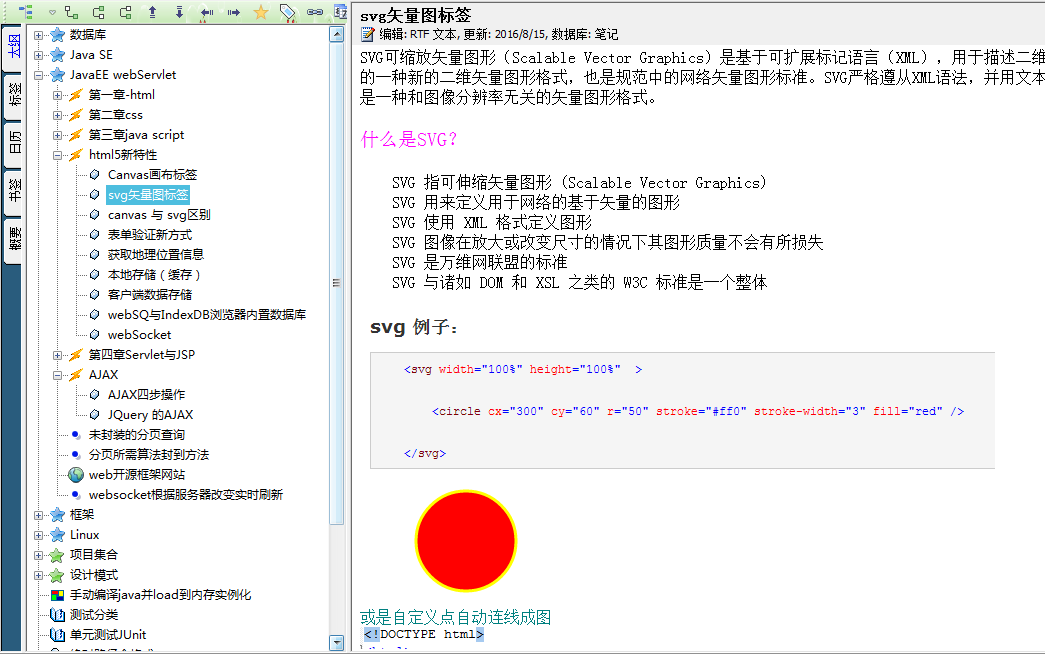 大纲
标签
日历
书签
概要
数据库
Java SE
JavaEE webServlet
第一章-html
第二章css
第三章java script
html5新特性
Canvas画布标签
svg矢量图标签
canvas 与 svg区别
表单验证新方式
获取地理位置信息
本地存储（缓存）
客户端数据存储
webSQ与IndexDB浏览器内置数据库
webSocket
第四章Servlet与JSP
AJAX
AJAX四步操作
JQuery 的AJAX
未封装的分页查询
分页所需算法封到方法
web开源框架网站
websocket根据服务器改变实时刷新
框架
Linux
项目集合
设计模式
手动编译java并load到内存实例化
测试分类
单元测试JUnit
svg矢量图标签
编辑: RTF 文本, 更新: 2016/8/15, 数据库: 笔记
SVG可缩放矢量图形（Scalable Vector Graphics）是基于可扩展标记语言（XML），用于描述二维
的一种新的二维矢量图形格式，也是规范中的网络矢量图形标准。SVG严格遵从XML语法，并用文本
是一种和图像分辨率无关的矢量图形格式。
什么是SVG?
SVG 指可伸缩矢量图形 (Scalable Vector Graphics)
SVG 用来定义用于网络的基于矢量的图形
SVG 使用 XML 格式定义图形
SVG 图像在放大或改变尺寸的情况下其图形质量不会有所损失
SVG 是万维网联盟的标准
SVG 与诸如 DOM 和 XSL 之类的 W3C 标准是一个整体
svg 例子：
<svg width="100%" height="100%"  >
<circle cx="300" cy="60" r="50" stroke="#ff0" stroke-width="3" fill="red" />
</svg>
或是自定义点自动连线成图
<!DOCTYPE html>